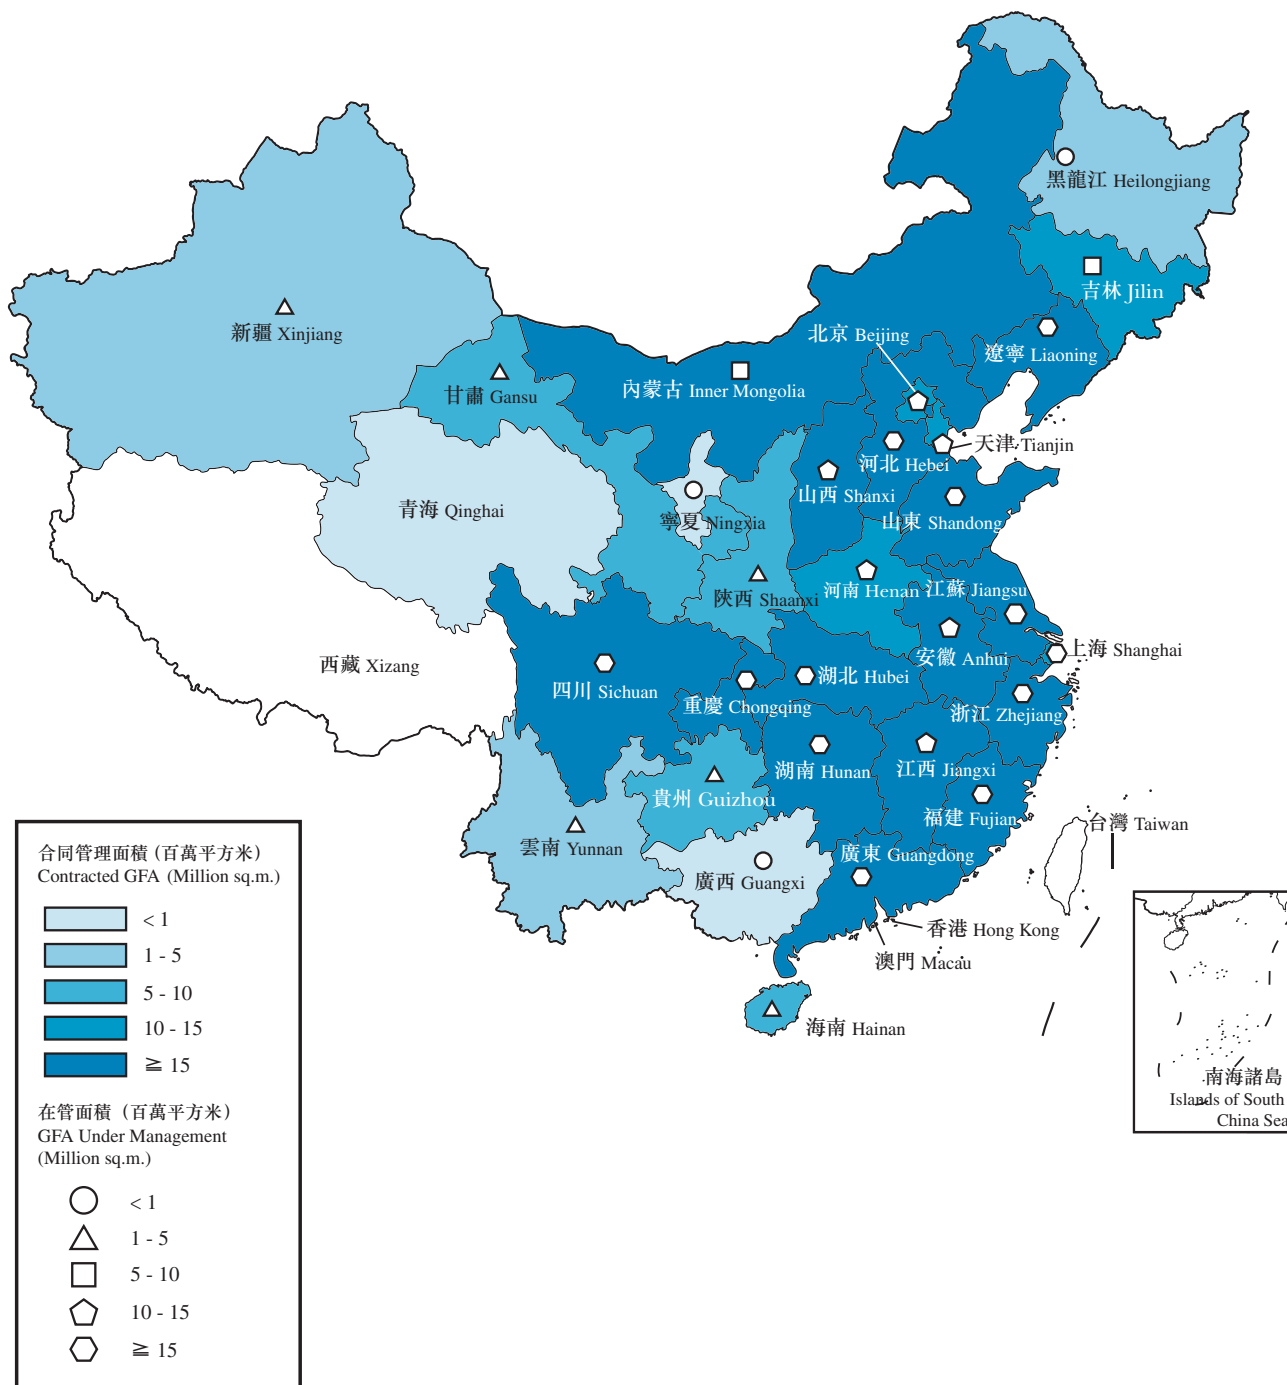 黑龍江 Heilongjiang
吉林 Jilin
新疆 Xinjiang
北京 Beijing
遼寧 Liaoning
甘肅 Gansu
內蒙古 Inner Mongolia
天津 Tianjin
河北 Hebei
山西 Shanxi
青海 Qinghai
寧夏 Ningxia
山東 Shandong
河南 Henan
江蘇 Jiangsu
陝西 Shaanxi
上海 Shanghai
安徽 Anhui
西藏 Xizang
湖北 Hubei
四川 Sichuan
重慶 Chongqing
浙江 Zhejiang
湖南 Hunan
江西 Jiangxi
貴州 Guizhou
福建 Fujian
台灣 Taiwan
雲南 Yunnan
廣東 Guangdong
廣西 Guangxi
香港 Hong Kong
澳門 Macau
海南 Hainan
南海諸島
Islands of South
China Sea
合同管理面積 (百萬平方米)
Contracted GFA (Million sq.m.)
< 1
1 - 5
5 - 10
10 - 15
≧ 15
在管面積 (百萬平方米)
GFA Under Management
(Million sq.m.)
< 1
1 - 5
5 - 10
10 - 15
≧ 15